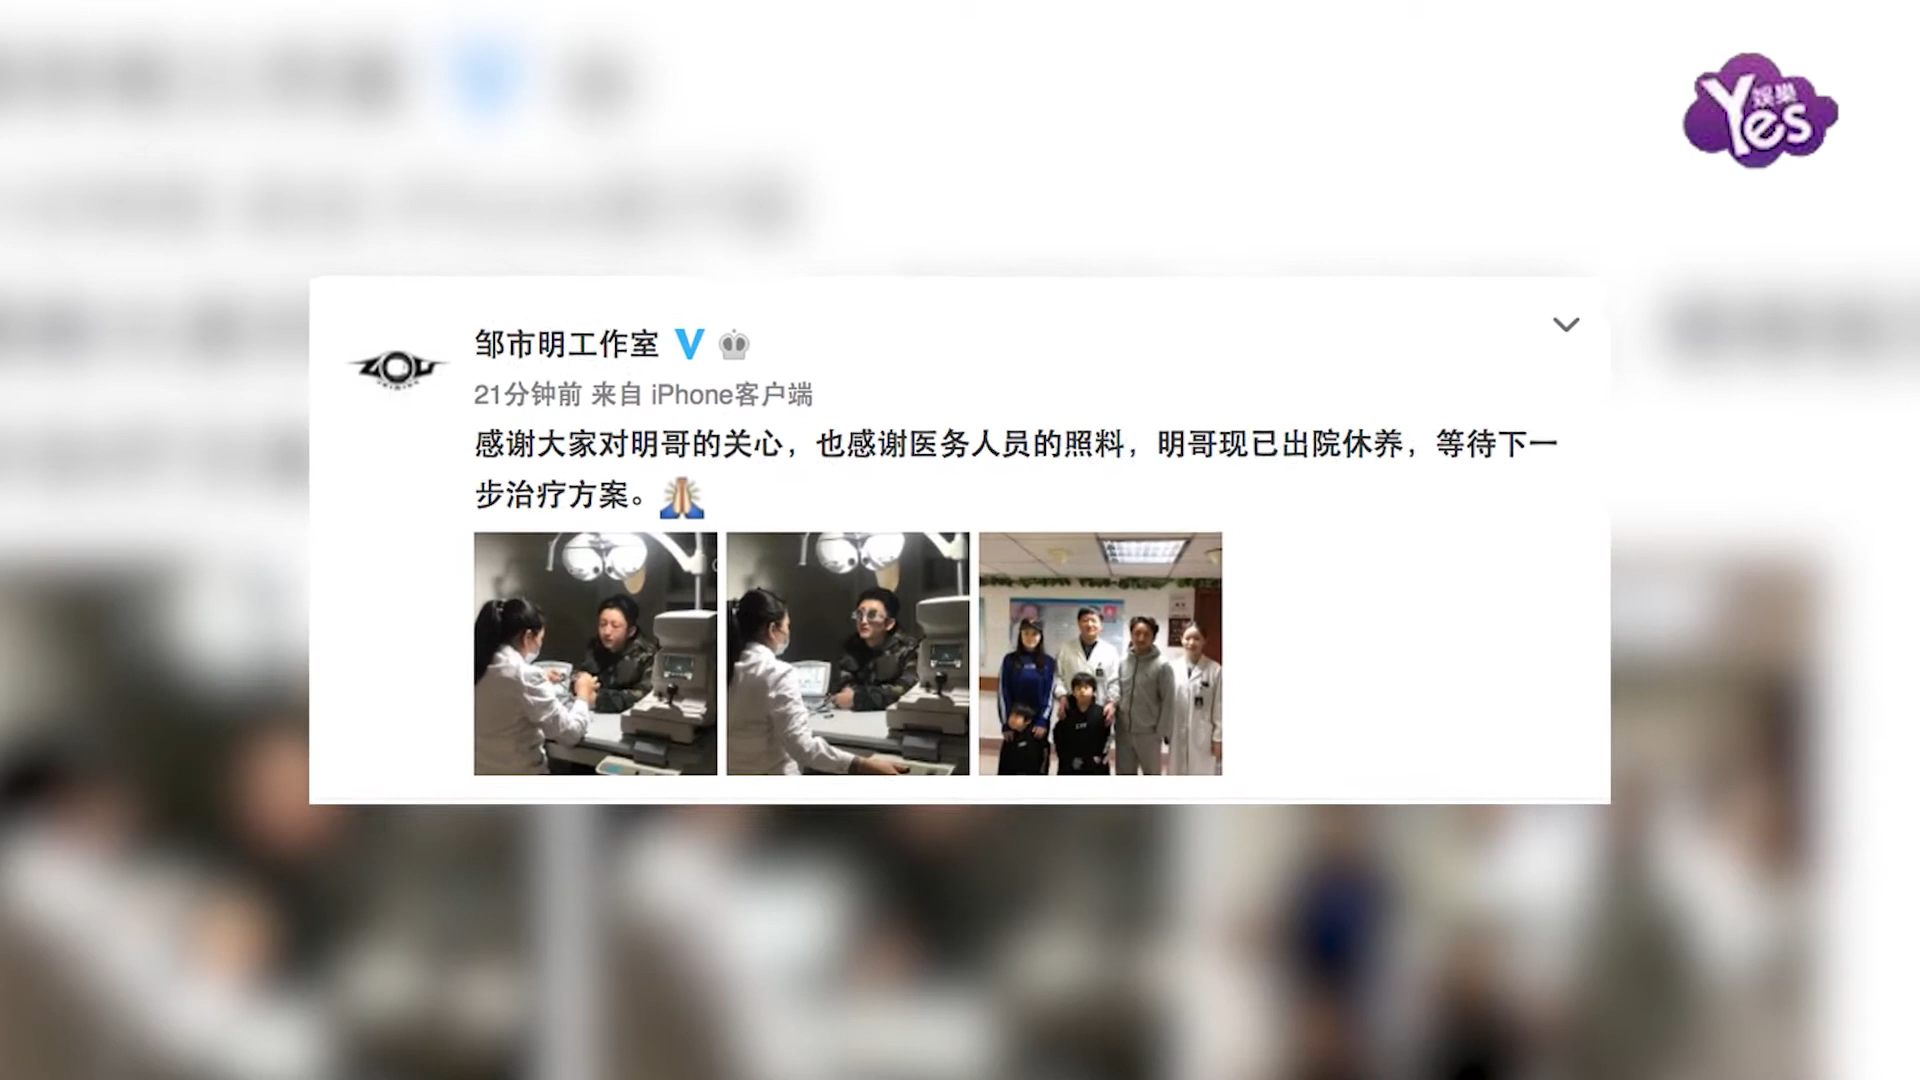 Yes 娱樂
邹市明工作室
ZOU
21分钟前 来自 iPhone客户端
感谢大家对明哥的关心，也感谢医务人员的照料，明哥现已出院休养，等待下一
步治疗方案。